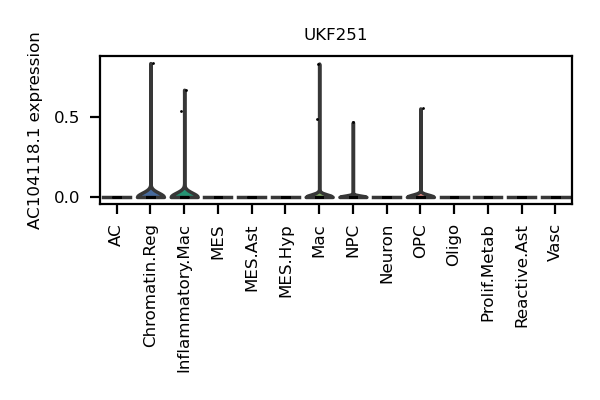 UKF251
AC104118.1 expression
0.5
0.0
AC
Chromatin.Reg
Inflammatory.Mac
MES
MES.Ast
MES.Hyp
Mac
NPC
Neuron
OPC
Oligo
Prolif.Metab
Reactive.Ast
Vasc